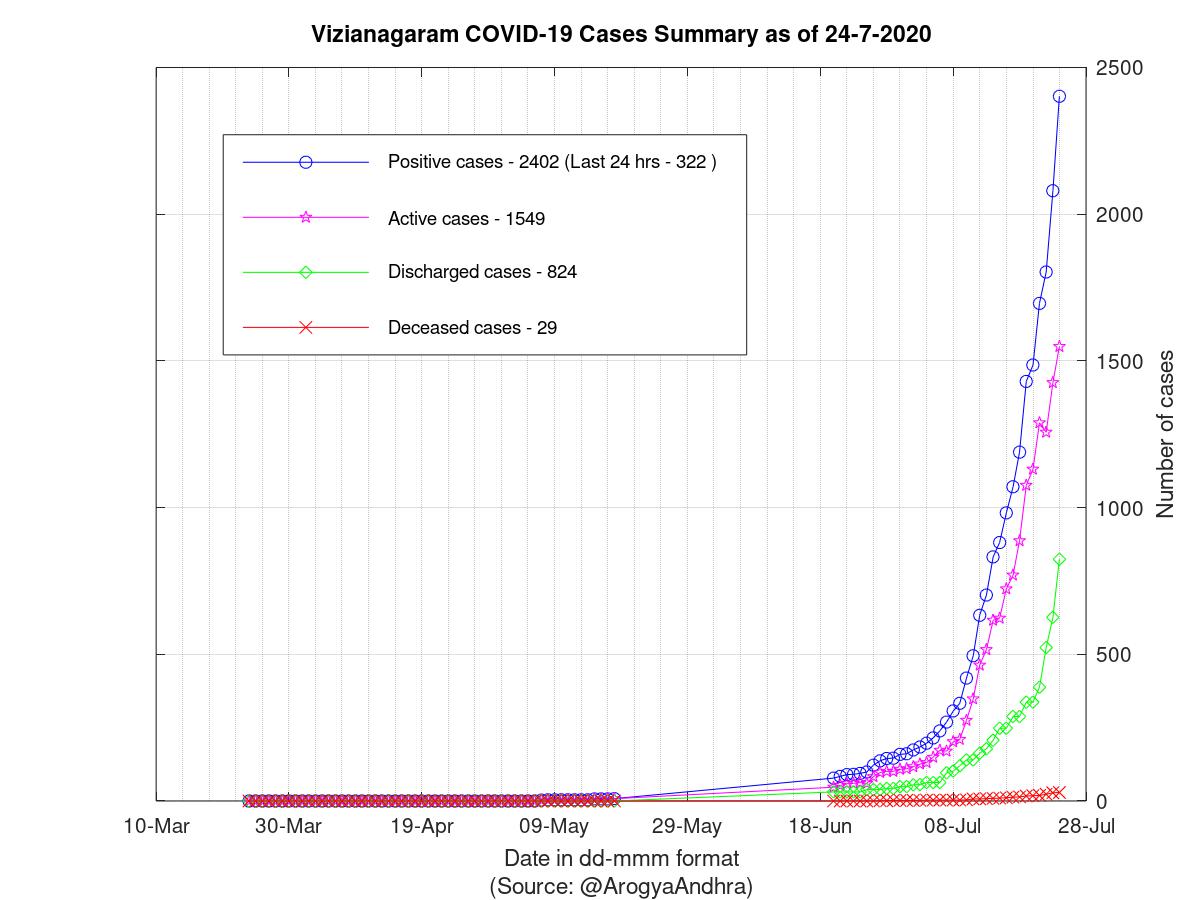 Vizianagaram COVID-19 Cases Summary as of 24-7-2020
2500
Positive cases - 2402 (Last 24 hrs - 322 )
Active cases - 1549
2000
Discharged cases - 824
Deceased cases - 29
1500
Number of cases
1000
500
0
10-Mar 30-Mar 19-Apr 09-May 29-May 18-Jun 08-Jul 28-Jul
Date in dd-mmm format
(Source: @ArogyaAndhra)